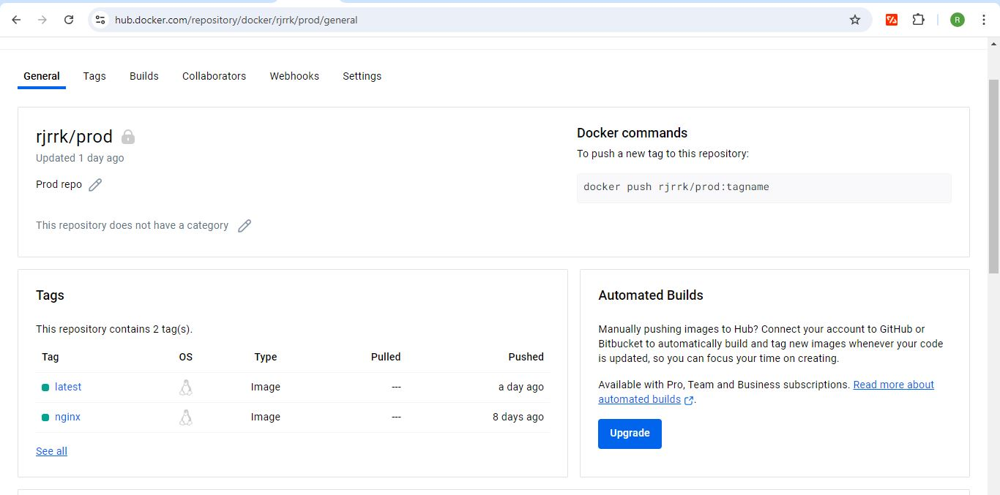 hub.docker.com/repository/docker/rjrrk/prod/general
R
General Tags Builds Collaborators Webhooks Settings
rjrrk/prod
Updated 1 day ago
Prod repo
This repository does not have a category
Docker commands
To push a new tag to this repository:
docker push rjrrk/prod:tagname
Tags
This repository contains 2 tag(s).
Tag OS Type Pulled Pushed
latest Image --- a day ago
nginx Image --- 8 days ago
See all
Automated Builds
Manually pushing images to Hub? Connect your account to GitHub or
Bitbucket to automatically build and tag new images whenever your code
is updated, so you can focus your time on creating.
Available with Pro, Team and Business subscriptions. Read more about
automated builds.
Upgrade